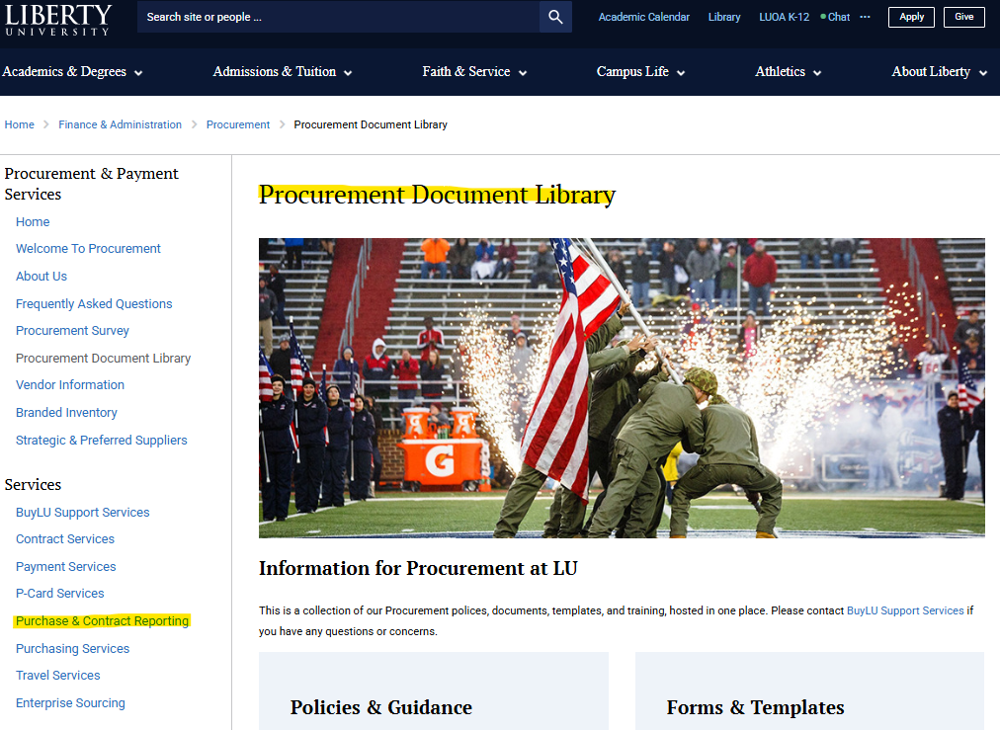 LIBERTY
UNIVERSITY
Search site or people ...
Academic Calendar Library LUOA K-12 Chat ... Apply Give
Academics & Degrees Admissions & Tuition Faith & Service Campus Life Athletics About Liberty
Home > Finance & Administration > Procurement > Procurement Document Library
Procurement & Payment
Services
Home
Welcome To Procurement
About Us
Frequently Asked Questions
Procurement Survey
Procurement Document Library
Vendor Information
Branded Inventory
Strategic & Preferred Suppliers
Services
BuyLU Support Services
Contract Services
Payment Services
P-Card Services
Purchase & Contract Reporting
Purchasing Services
Travel Services
Enterprise Sourcing
Procurement Document Library
G
Information for Procurement at LU
This is a collection of our Procurement polices, documents, templates, and training, hosted in one place. Please contact BuyLU Support Services if
you have any questions or concerns.
Policies & Guidance
Forms & Templates